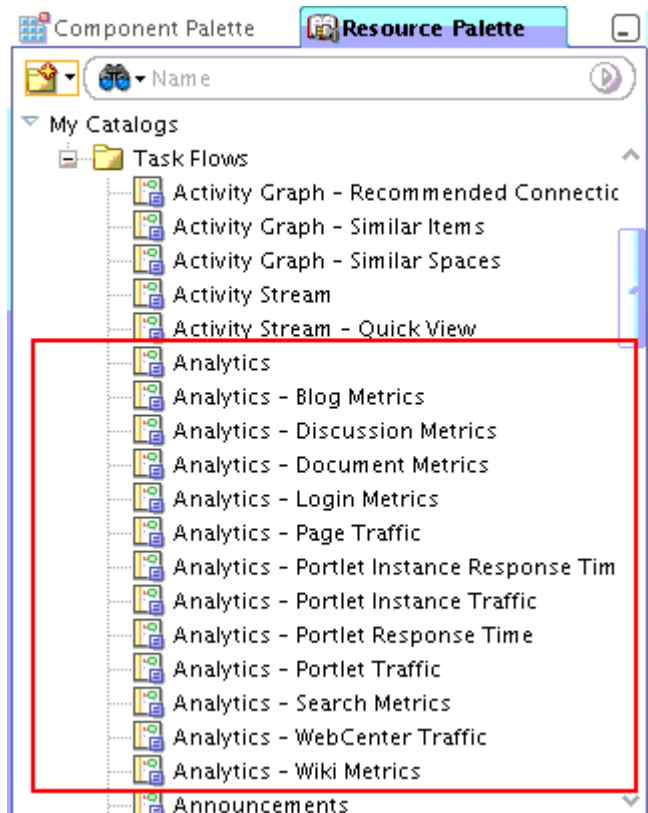 Component Palette
Resource Palette
Name
My Catalogs
Task Flows
Activity Graph - Recommended Connectic
Activity Graph - Similar Items
Activity Graph - Similar Spaces
Activity Stream
Activity Stream - Quick View
Analytics
Analytics - Blog Metrics
Analytics - Discussion Metrics
Analytics - Document Metrics
Analytics - Login Metrics
Analytics - Page Traffic
Analytics - Portlet Instance Response Tim
Analytics - Portlet Instance Traffic
Analytics - Portlet Response Time
Analytics - Portlet Traffic
Analytics - Search Metrics
Analytics - WebCenter Traffic
Analytics - Wiki Metrics
Announcements